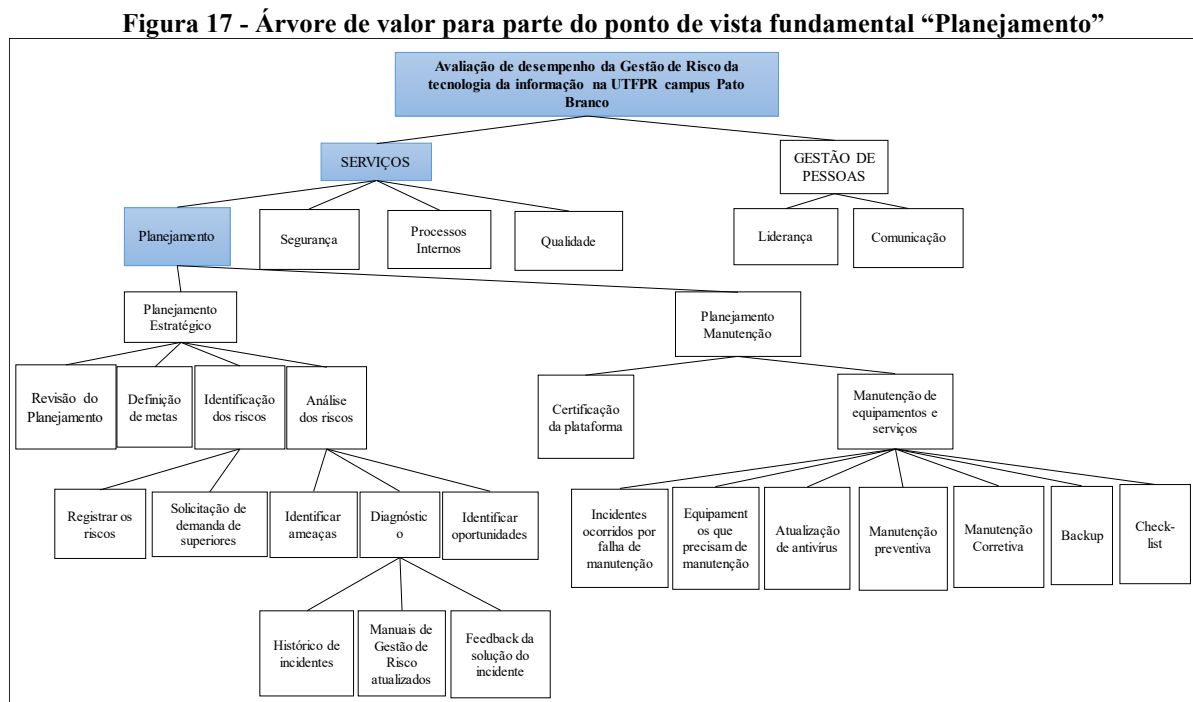 Figura 17 - Árvore de valor para parte do ponto de vista fundamental “Planejamento”
Avaliação de desempenho da Gestão de Risco da
tecnologia da informação na UTFPR campus Pato
Branco
SERVIÇOS
GESTÃO DE
PESSOAS
Planejamento
Segurança
Processos
Internos
Qualidade
Liderança
Comunicação
Planejamento
Estratégico
Planejamento
Manutenção
Revisão do
Planejamento
Definição
de metas
Identificação
dos riscos
Análise
dos riscos
Certificação
da plataforma
Manutenção de
equipamentos e
serviços
Registrar os
riscos
Solicitação de
demanda de
superiores
Identificar
ameaças
Diagnóstic
o
Identificar
oportunidades
Incidentes
ocorridos por
falha de
manutenção
Equipament
os que
precisam de
manutenção
Atualização
de antivírus
Manutenção
preventiva
Manutenção
Corretiva
Backup
Check-
list
Histórico de
incidentes
Manuais de
Gestão de
Risco
atualizados
Feedback da
solução do
incidente